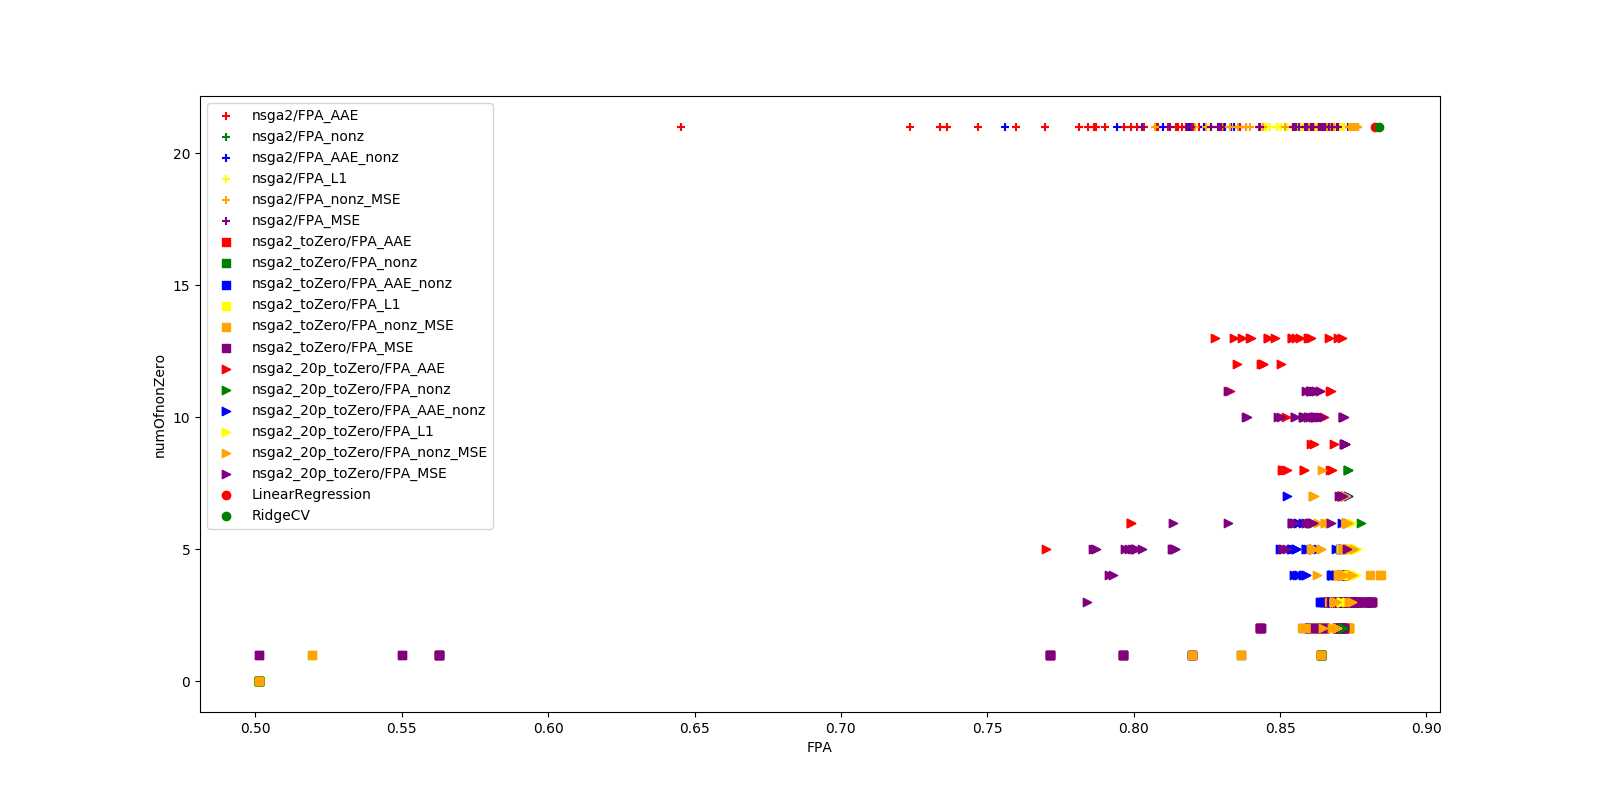 nsga2/FPA_AAE
nsga2/FPA_nonz
nsga2/FPA_AAE_nonz
nsga2/FPA_L1
nsga2/FPA_nonz_MSE
nsga2/FPA_MSE
nsga2_toZero/FPA_AAE
nsga2_toZero/FPA_nonz
nsga2_toZero/FPA_AAE_nonz
nsga2_toZero/FPA_L1
nsga2_toZero/FPA_nonz_MSE
nsga2_toZero/FPA_MSE
nsga2_20p_toZero/FPA_AAE
nsga2_20p_toZero/FPA_nonz
nsga2_20p_toZero/FPA_AAE_nonz
nsga2_20p_toZero/FPA_L1
nsga2_20p_toZero/FPA_nonz_MSE
nsga2_20p_toZero/FPA_MSE
LinearRegression
RidgeCV
numOfnonZero
20
15
10
5
0
0.50 0.55 0.60 0.65 0.70 0.75 0.80 0.85 0.90
FPA